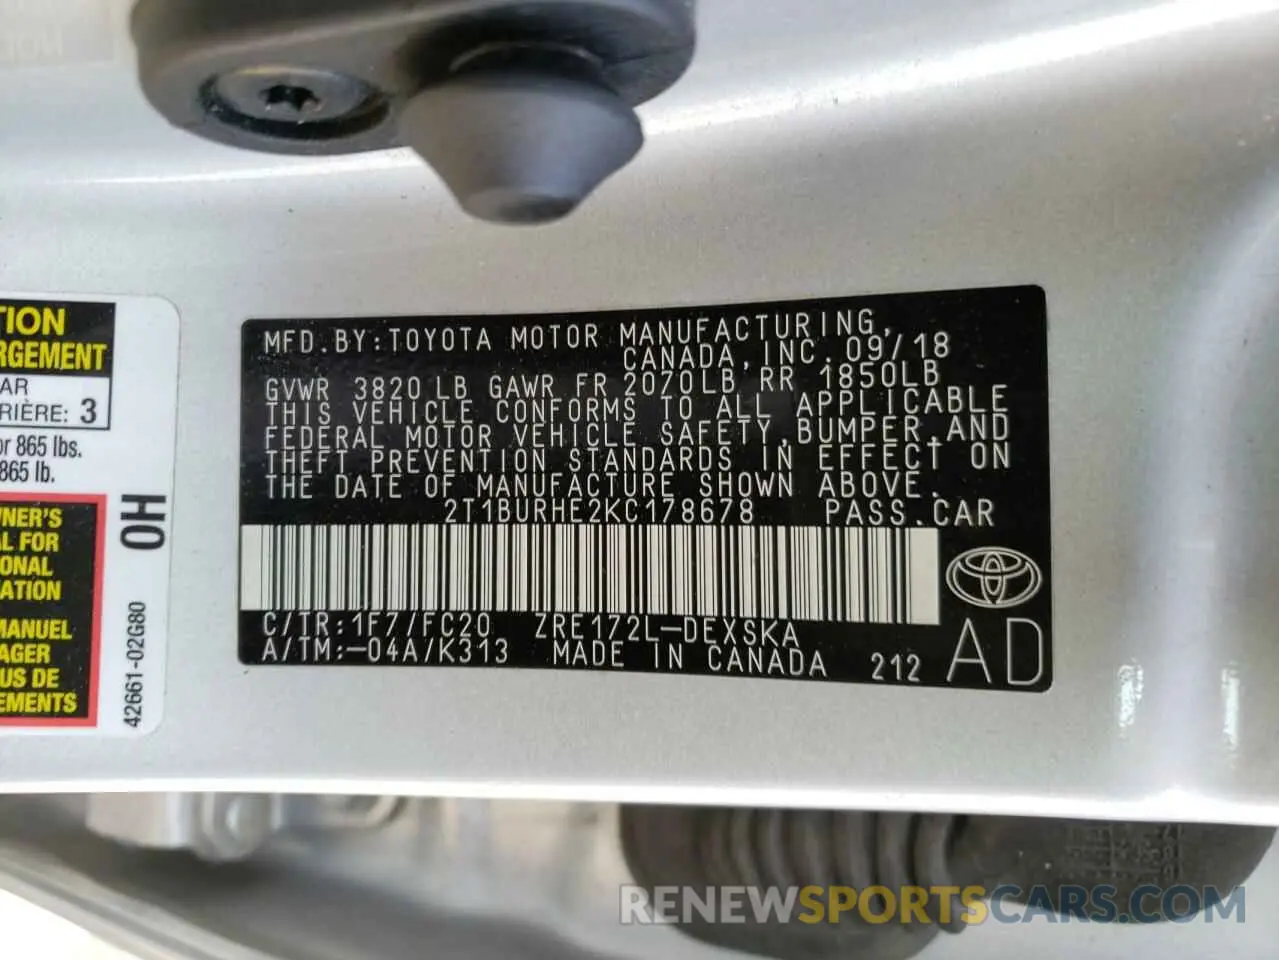 TION
RGEMENT
AR
RIÈRE: 3
or 865 lbs.
865 lb.
NER'S
L FOR
ONAL
ATION
MANUEL
AGER
US DE
EMENTS
0H
42661-02G80
MFD.BY:TOYOTA MOTOR MANUFACTURING,
CANADA,INC. 09/18
GVWR 3820 LB GAWR FR 2070LB RR 1850LB
THIS VEHICLE CONFORMS TO ALL APPLICABLE
FEDERAL MOTOR VEHICLE SAFETY,BUMPER,AND
THEFT PREVENTION STANDARDS IN EFFECT ON
THE DATE OF MANUFACTURE SHOWN ABOVE.
2T1BURHE2KC178678 PASS.CAR
C/TR:1F7/FC20 ZRE172L-DEXSKA
A/TM:-04A/K313 MADE IN CANADA 212
AD
RENEWSPORTSCARS.COM